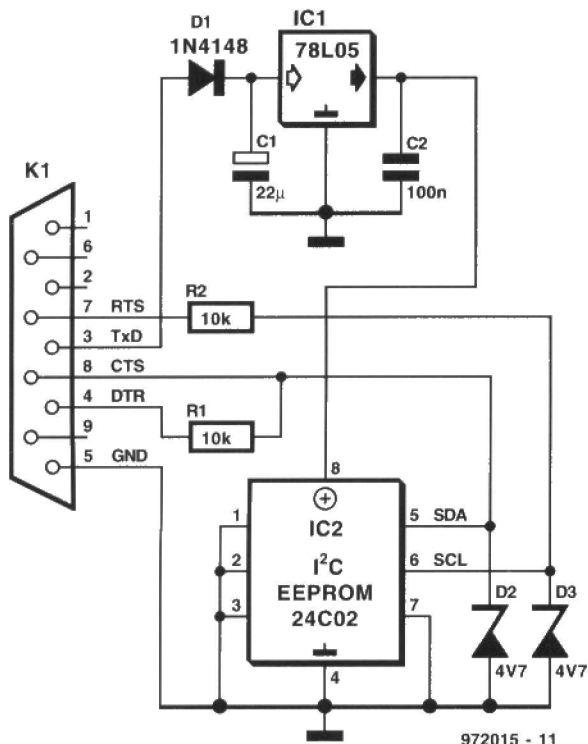 D1
1N4148
IC1
78L05
C1
22µ
C2
100n
K1
1
6
2
7 RTS
3 TxD
8 CTS
4 DTR
9
5 GND
R2
10k
R1
10k
8
1
2
3
IC2
I²C
EEPROM
24C02
5 SDA
6 SCL
7
4
D2
4V7
D3
4V7
972015 - 11